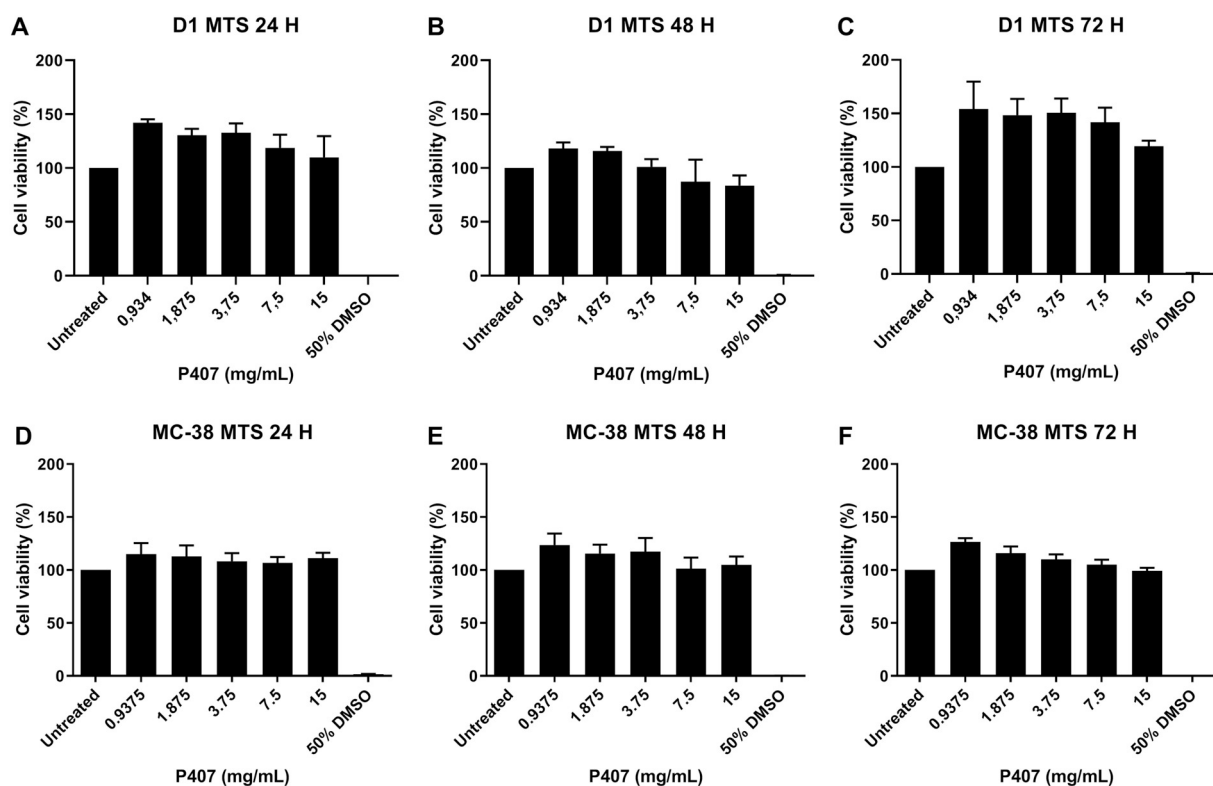 A
D1 MTS 24 H
Cell viability (%)
200
150
100
50
0
Untreated
0,934
1,875
3,75
7,5
15
50% DMSO
P407 (mg/mL)
B
D1 MTS 48 H
Cell viability (%)
200
150
100
50
0
Untreated
0,934
1,875
3,75
7,5
15
50% DMSO
P407 (mg/mL)
C
D1 MTS 72 H
Cell viability (%)
200
150
100
50
0
Untreated
0,934
1,875
3,75
7,5
15
50% DMSO
P407 (mg/mL)
D
MC-38 MTS 24 H
Cell viability (%)
200
150
100
50
0
Untreated
0.9375
1.875
3.75
7.5
15
50% DMSO
P407 (mg/mL)
E
MC-38 MTS 48 H
Cell viability (%)
200
150
100
50
0
Untreated
0.9375
1.875
3.75
7.5
15
50% DMSO
P407 (mg/mL)
F
MC-38 MTS 72 H
Cell viability (%)
200
150
100
50
0
Untreated
0.9375
1.875
3.75
7.5
15
50% DMSO
P407 (mg/mL)